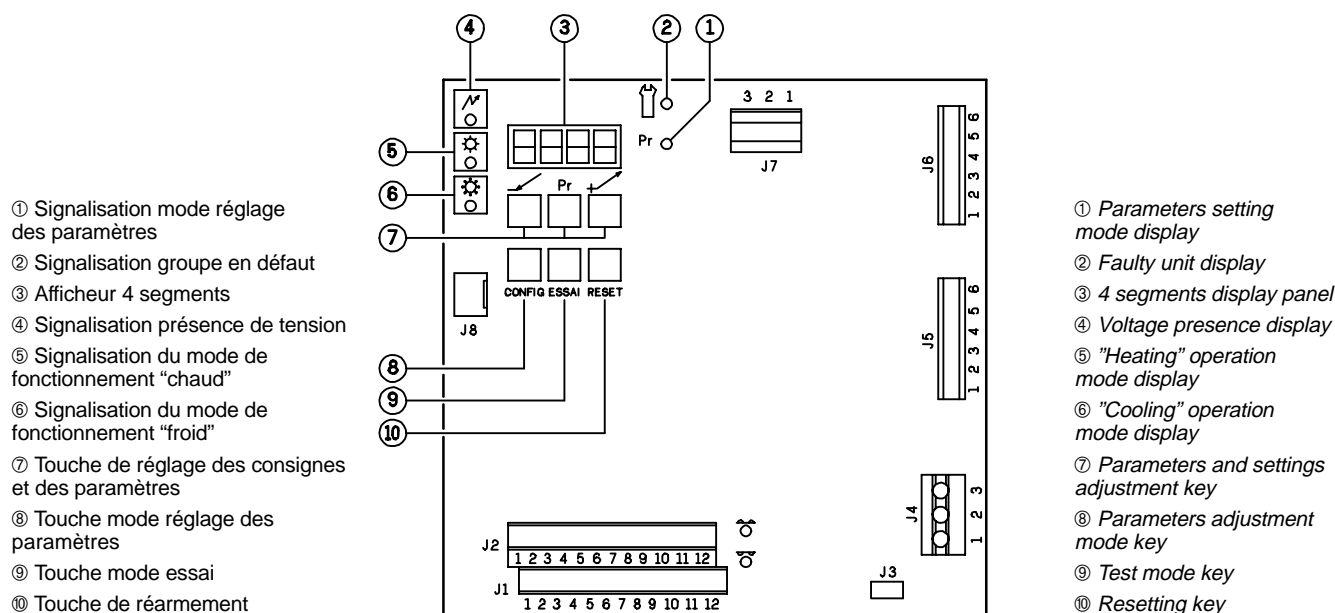 ④ ③ ② ①
3 2 1
Pr
J7
⑤
⑥
Pr
- +
⑦
CONFIG ESSAI RESET
J8
⑧
⑨
⑩
J6
6
5
4
3
2
1
J5
6
5
4
3
2
1
J4
3
2
1
J2
1 2 3 4 5 6 7 8 9 10 11 12
J1
1 2 3 4 5 6 7 8 9 10 11 12
J3
① Signalisation mode réglage
des paramètres
② Signalisation groupe en défaut
③ Afficheur 4 segments
④ Signalisation présence de tension
⑤ Signalisation du mode de
fonctionnement “chaud”
⑥ Signalisation du mode de
fonctionnement “froid”
⑦ Touche de réglage des consignes
et des paramètres
⑧ Touche mode réglage des
paramètres
⑨ Touche mode essai
⑩ Touche de réarmement
① Parameters setting
mode display
② Faulty unit display
③ 4 segments display panel
④ Voltage presence display
⑤ ”Heating” operation
mode display
⑥ ”Cooling” operation
mode display
⑦ Parameters and settings
adjustment key
⑧ Parameters adjustment
mode key
⑨ Test mode key
⑩ Resetting key